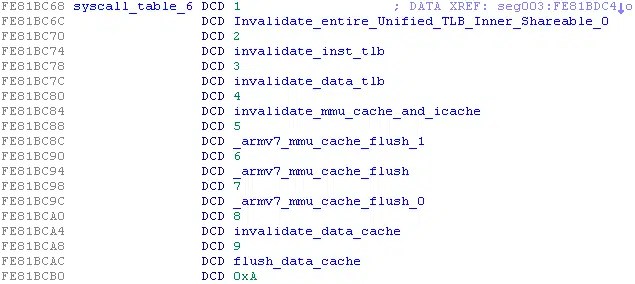 FE81BC68 syscall_table_6 DCD 1 ; DATA XREF: seg003:FE81BDC4↓o
FE81BC6C DCD Invalidate_entire_Unified_TLB_Inner_Shareable_0
FE81BC70 DCD 2
FE81BC74 DCD invalidate_inst_tlb
FE81BC78 DCD 3
FE81BC7C DCD invalidate_data_tlb
FE81BC80 DCD 4
FE81BC84 DCD invalidate_mmu_cache_and_icache
FE81BC88 DCD 5
FE81BC8C DCD _armv7_mmu_cache_flush_1
FE81BC90 DCD 6
FE81BC94 DCD _armv7_mmu_cache_flush
FE81BC98 DCD 7
FE81BC9C DCD _armv7_mmu_cache_flush_0
FE81BCA0 DCD 8
FE81BCA4 DCD invalidate_data_cache
FE81BCA8 DCD 9
FE81BCAC DCD flush_data_cache
FE81BCB0 DCD 0xA